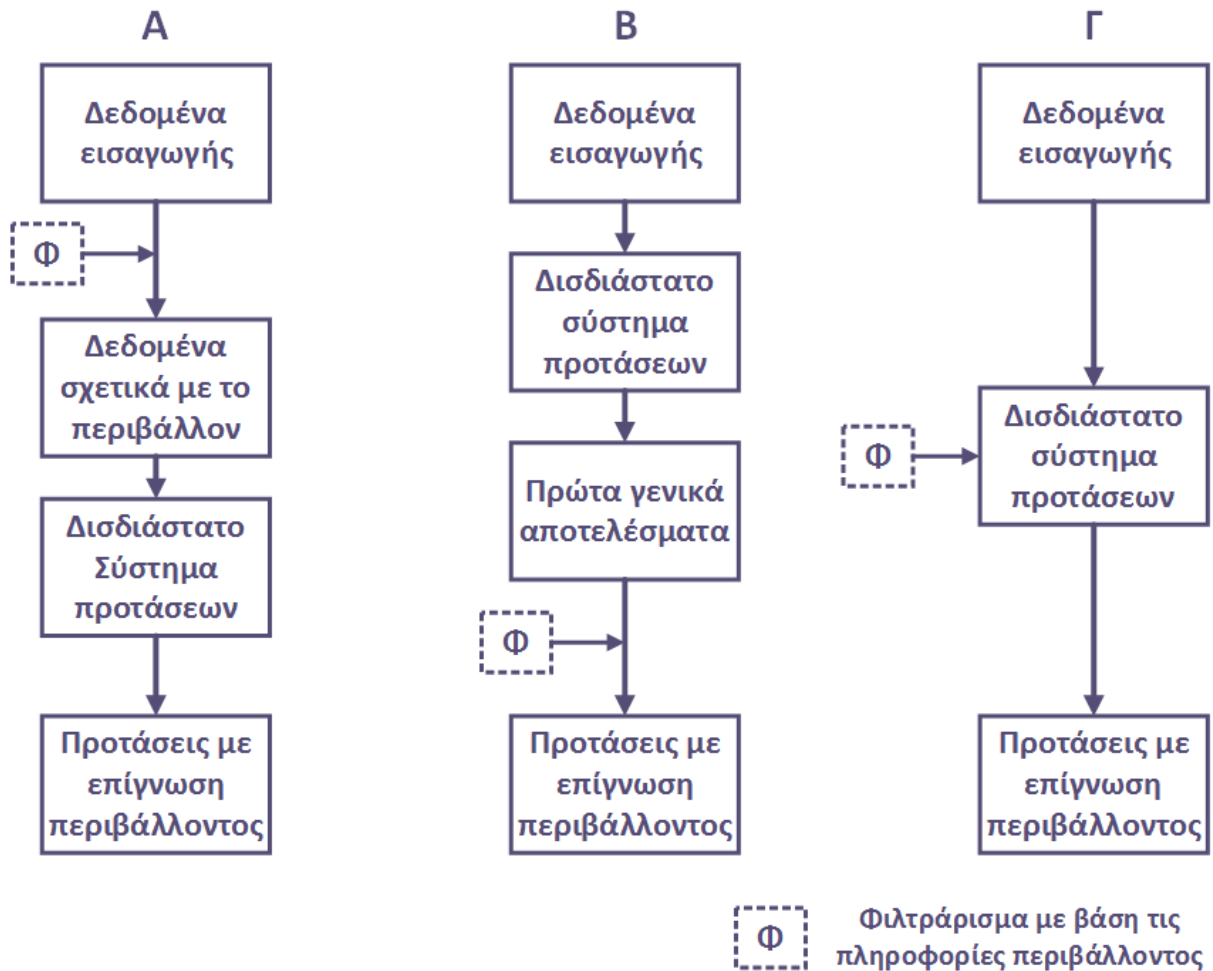 Α
Δεδομένα
εισαγωγής
Φ
Δεδομένα
σχετικά με το
περιβάλλον
Δισδιάστατο
Σύστημα
προτάσεων
Προτάσεις με
επίγνωση
περιβάλλοντος
Β
Δεδομένα
εισαγωγής
Δισδιάστατο
σύστημα
προτάσεων
Πρώτα γενικά
αποτελέσματα
Φ
Προτάσεις με
επίγνωση
περιβάλλοντος
Γ
Δεδομένα
εισαγωγής
Φ
Δισδιάστατο
σύστημα
προτάσεων
Προτάσεις με
επίγνωση
περιβάλλοντος
Φ
Φιλτράρισμα με βάση τις
πληροφορίες περιβάλλοντος